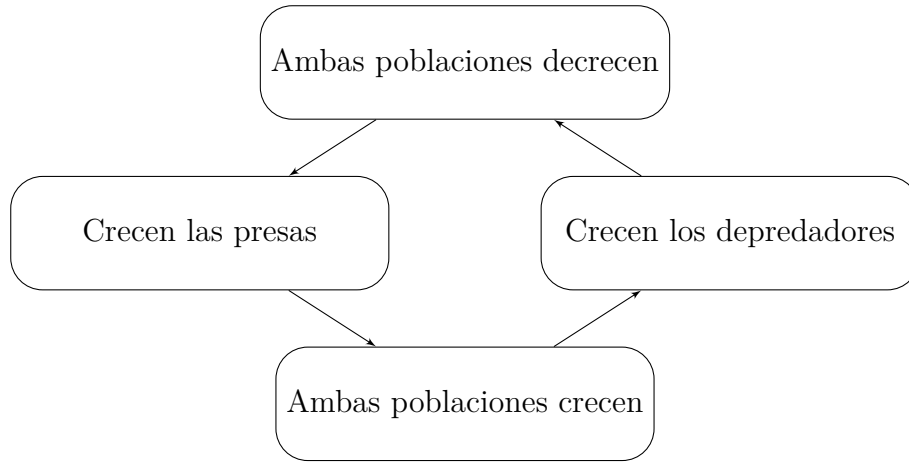 Ambas poblaciones decrecen
Crecen las presas
Crecen los depredadores
Ambas poblaciones crecen